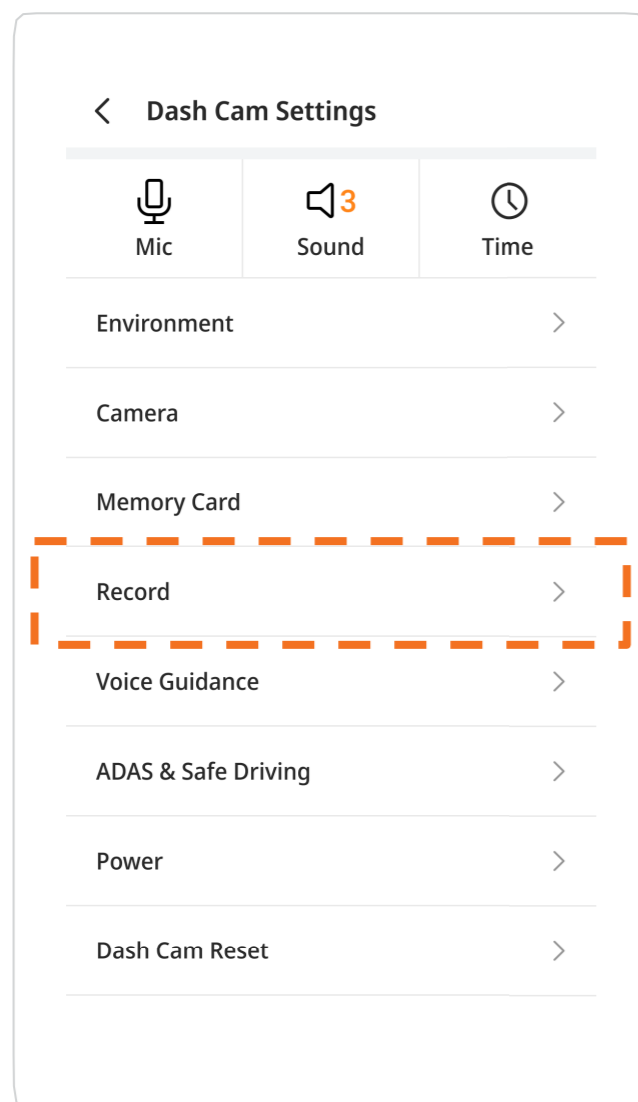 Dash Cam Settings
3
Mic
Sound
Time
Environment
Camera
Memory Card
Record
Voice Guidance
ADAS & Safe Driving
Power
Dash Cam Reset